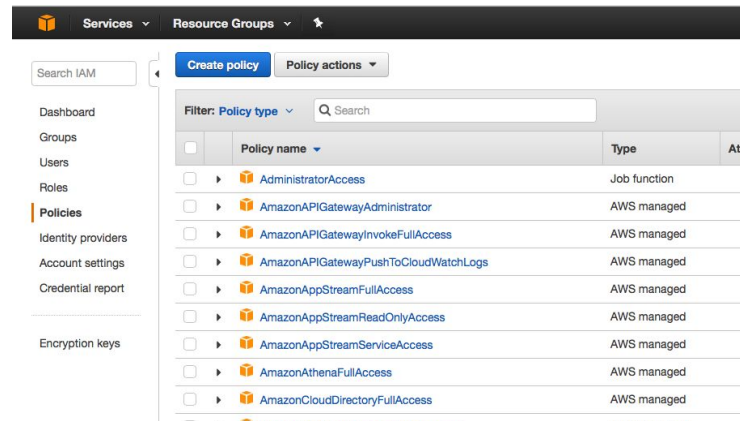 Services Resource Groups
Search IAM
Create policy Policy actions
Dashboard
Groups
Users
Roles
Policies
Identity providers
Account settings
Credential report
Encryption keys
Filter: Policy type Search
Policy name Type At
AdministratorAccess Job function
AmazonAPIGatewayAdministrator AWS managed
AmazonAPIGatewayInvokeFullAccess AWS managed
AmazonAPIGatewayPushToCloudWatchLogs AWS managed
AmazonAppStreamFullAccess AWS managed
AmazonAppStreamReadOnlyAccess AWS managed
AmazonAppStreamServiceAccess AWS managed
AmazonAthenaFullAccess AWS managed
AmazonCloudDirectoryFullAccess AWS managed